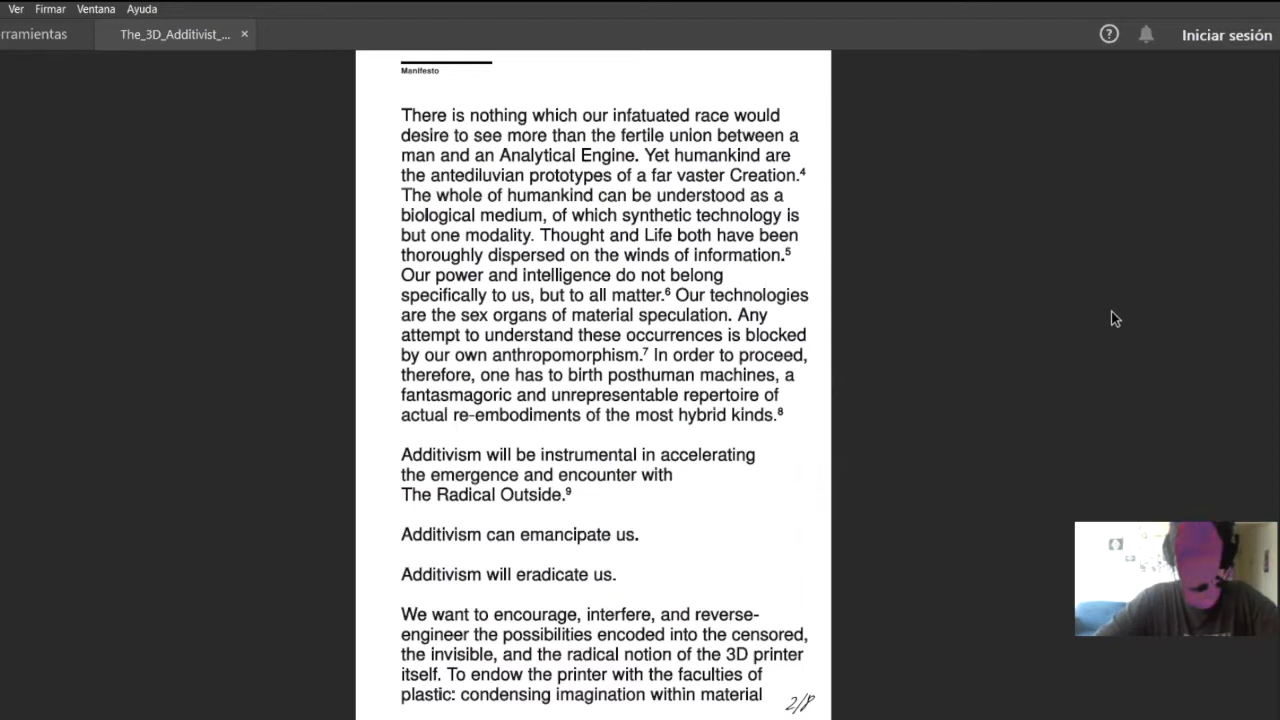 Ver Firmar Ventana Ayuda
rramientas The_3D_Additivist_... × Iniciar sesión
Manifesto
There is nothing which our infatuated race would
desire to see more than the fertile union between a
man and an Analytical Engine. Yet humankind are
the antediluvian prototypes of a far vaster Creation.⁴
The whole of humankind can be understood as a
biological medium, of which synthetic technology is
but one modality. Thought and Life both have been
thoroughly dispersed on the winds of information.⁵
Our power and intelligence do not belong
specifically to us, but to all matter.⁶ Our technologies
are the sex organs of material speculation. Any
attempt to understand these occurrences is blocked
by our own anthropomorphism.⁷ In order to proceed,
therefore, one has to birth posthuman machines, a
fantasmagoric and unrepresentable repertoire of
actual re-embodiments of the most hybrid kinds.⁸
Additivism will be instrumental in accelerating
the emergence and encounter with
The Radical Outside.⁹
Additivism can emancipate us.
Additivism will eradicate us.
We want to encourage, interfere, and reverse-
engineer the possibilities encoded into the censored,
the invisible, and the radical notion of the 3D printer
itself. To endow the printer with the faculties of
plastic: condensing imagination within material
2/8